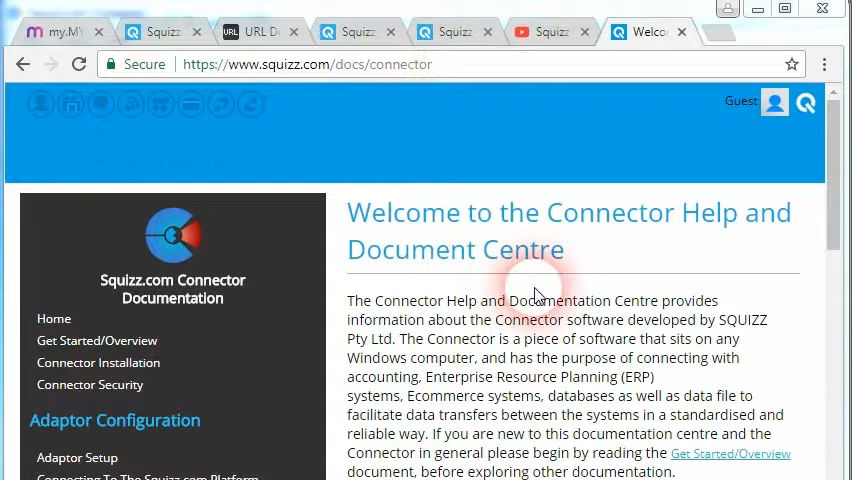 my.MY
Squizz.
URL D
Squizz
Squizz
Squizz
Welco
Secure
https://www.squizz.com/docs/connector
Guest
Squizz.com Connector
Documentation
Home
Get Started/Overview
Connector Installation
Connector Security
Adaptor Configuration
Adaptor Setup
Connecting To The Squizz.com Platform
Welcome to the Connector Help and
Document Centre
The Connector Help and Documentation Centre provides
information about the Connector software developed by SQUIZZ
Pty Ltd. The Connector is a piece of software that sits on any
Windows computer, and has the purpose of connecting with
accounting, Enterprise Resource Planning (ERP)
systems, Ecommerce systems, databases as well as data file to
facilitate data transfers between the systems in a standardised and
reliable way. If you are new to this documentation centre and the
Connector in general please begin by reading the Get Started/Overview
document, before exploring other documentation.